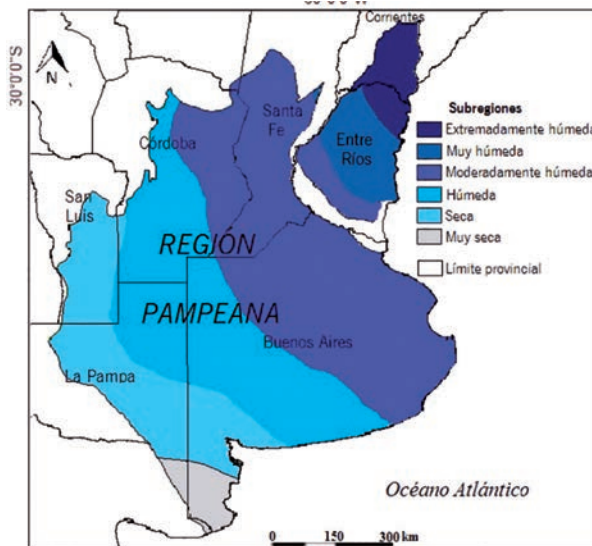 Corrientes
30°0'0"S
N
Santa
Fe
Córdoba
Entre
Ríos
San
Luis
REGIÓN
PAMPEANA
Buenos Aires
La Pampa
Subregiones
Extremadamente húmeda
Muy húmeda
Moderadamente húmeda
Húmeda
Seca
Muy seca
Límite provincial
Océano Atlántico
0 150 300 km